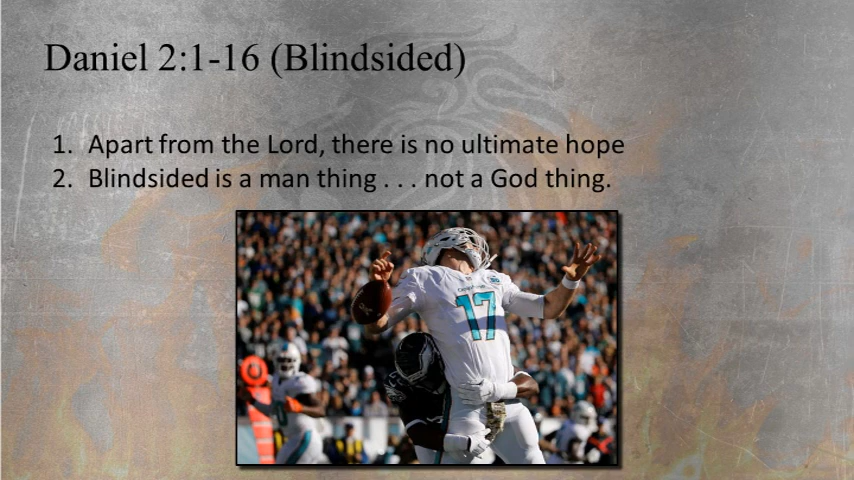 Daniel 2:1-16 (Blindsided)
1. Apart from the Lord, there is no ultimate hope
2. Blindsided is a man thing . . . not a God thing.
17